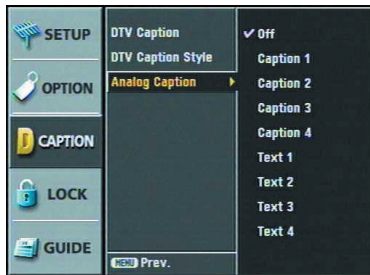 SETUP
OPTION
D CAPTION
LOCK
GUIDE
DTV Caption
DTV Caption Style
Analog Caption
MENU Prev.
Off
Caption 1
Caption 2
Caption 3
Caption 4
Text 1
Text 2
Text 3
Text 4